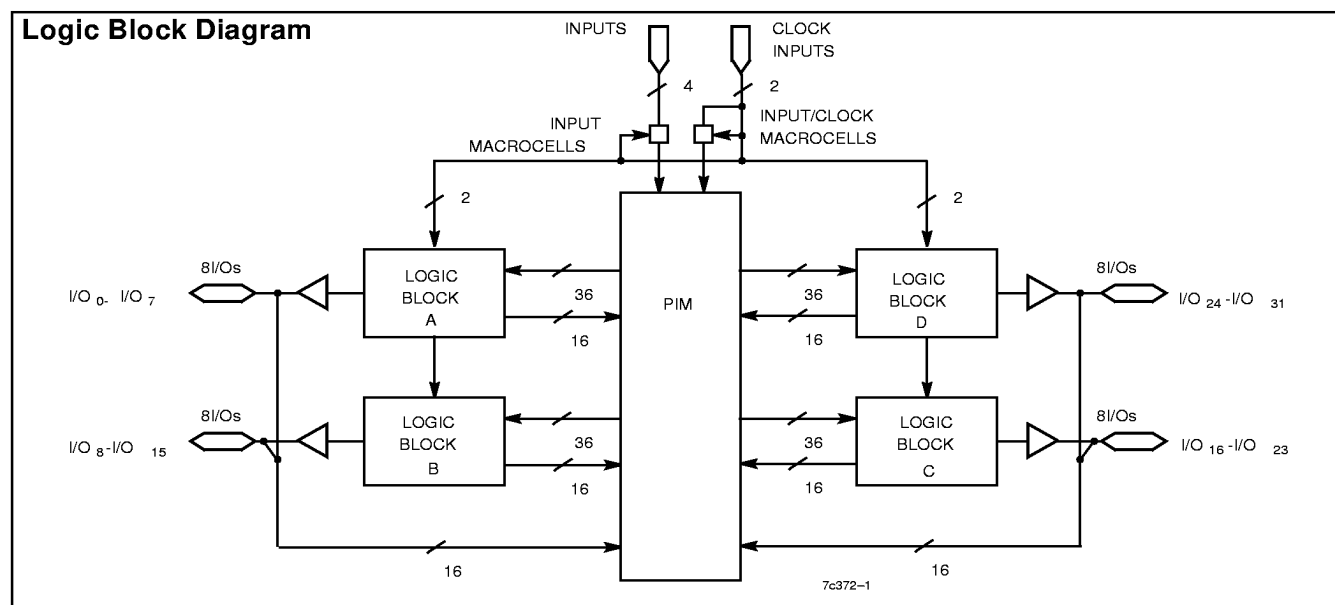 Logic Block Diagram
INPUTS
CLOCK
INPUTS
4
2
INPUT
MACROCELLS
INPUT/CLOCK
MACROCELLS
2
2
8I/Os
I/O 0- I/O 7
LOGIC
BLOCK
A
36
16
PIM
36
16
LOGIC
BLOCK
D
8I/Os
I/O 24 -I/O 31
8I/Os
I/O 8 -I/O 15
LOGIC
BLOCK
B
36
16
36
16
LOGIC
BLOCK
C
8I/Os
I/O 16 -I/O 23
16
16
7c372–1